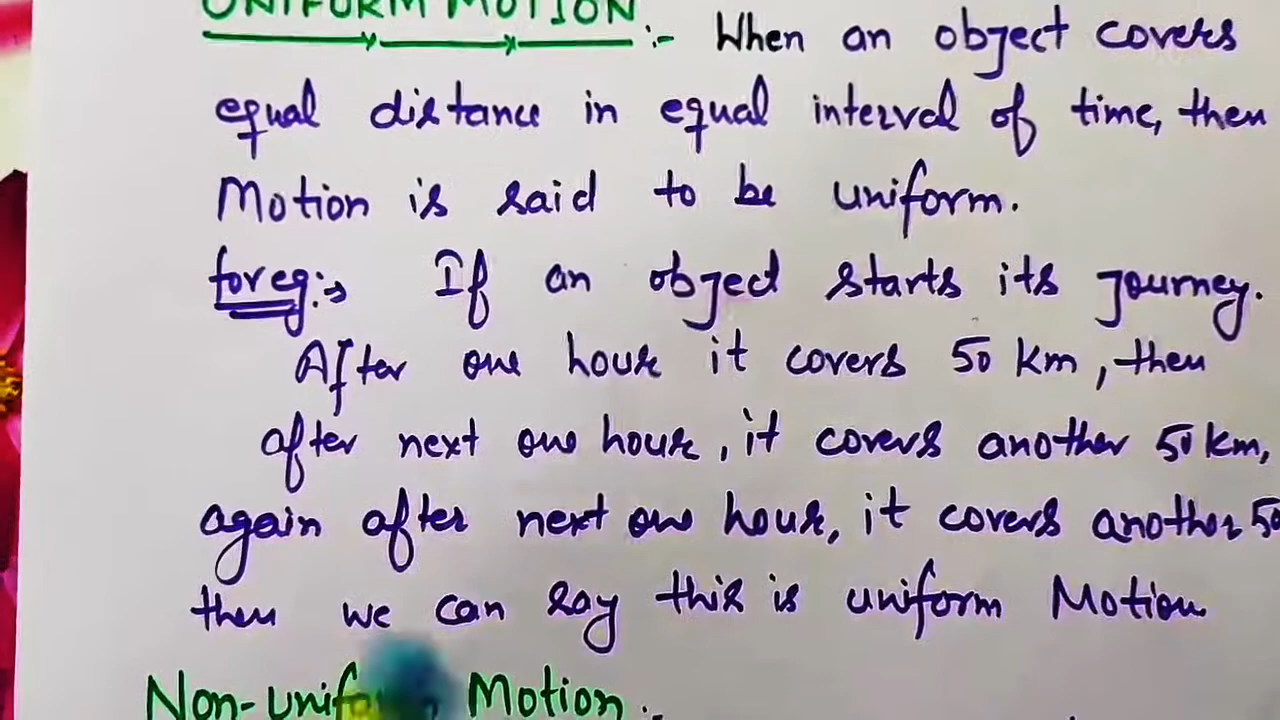 UNIFORM MOTION :- When an object covers
equal distance in equal interval of time, then
Motion is said to be uniform.
for eg:→ If an object starts its journey.
After one hour it covers 50 km, then
after next one hour, it covers another 50 km,
again after next one hour, it covers another 50
then we can say this is uniform Motion
Non-uniform Motion :-